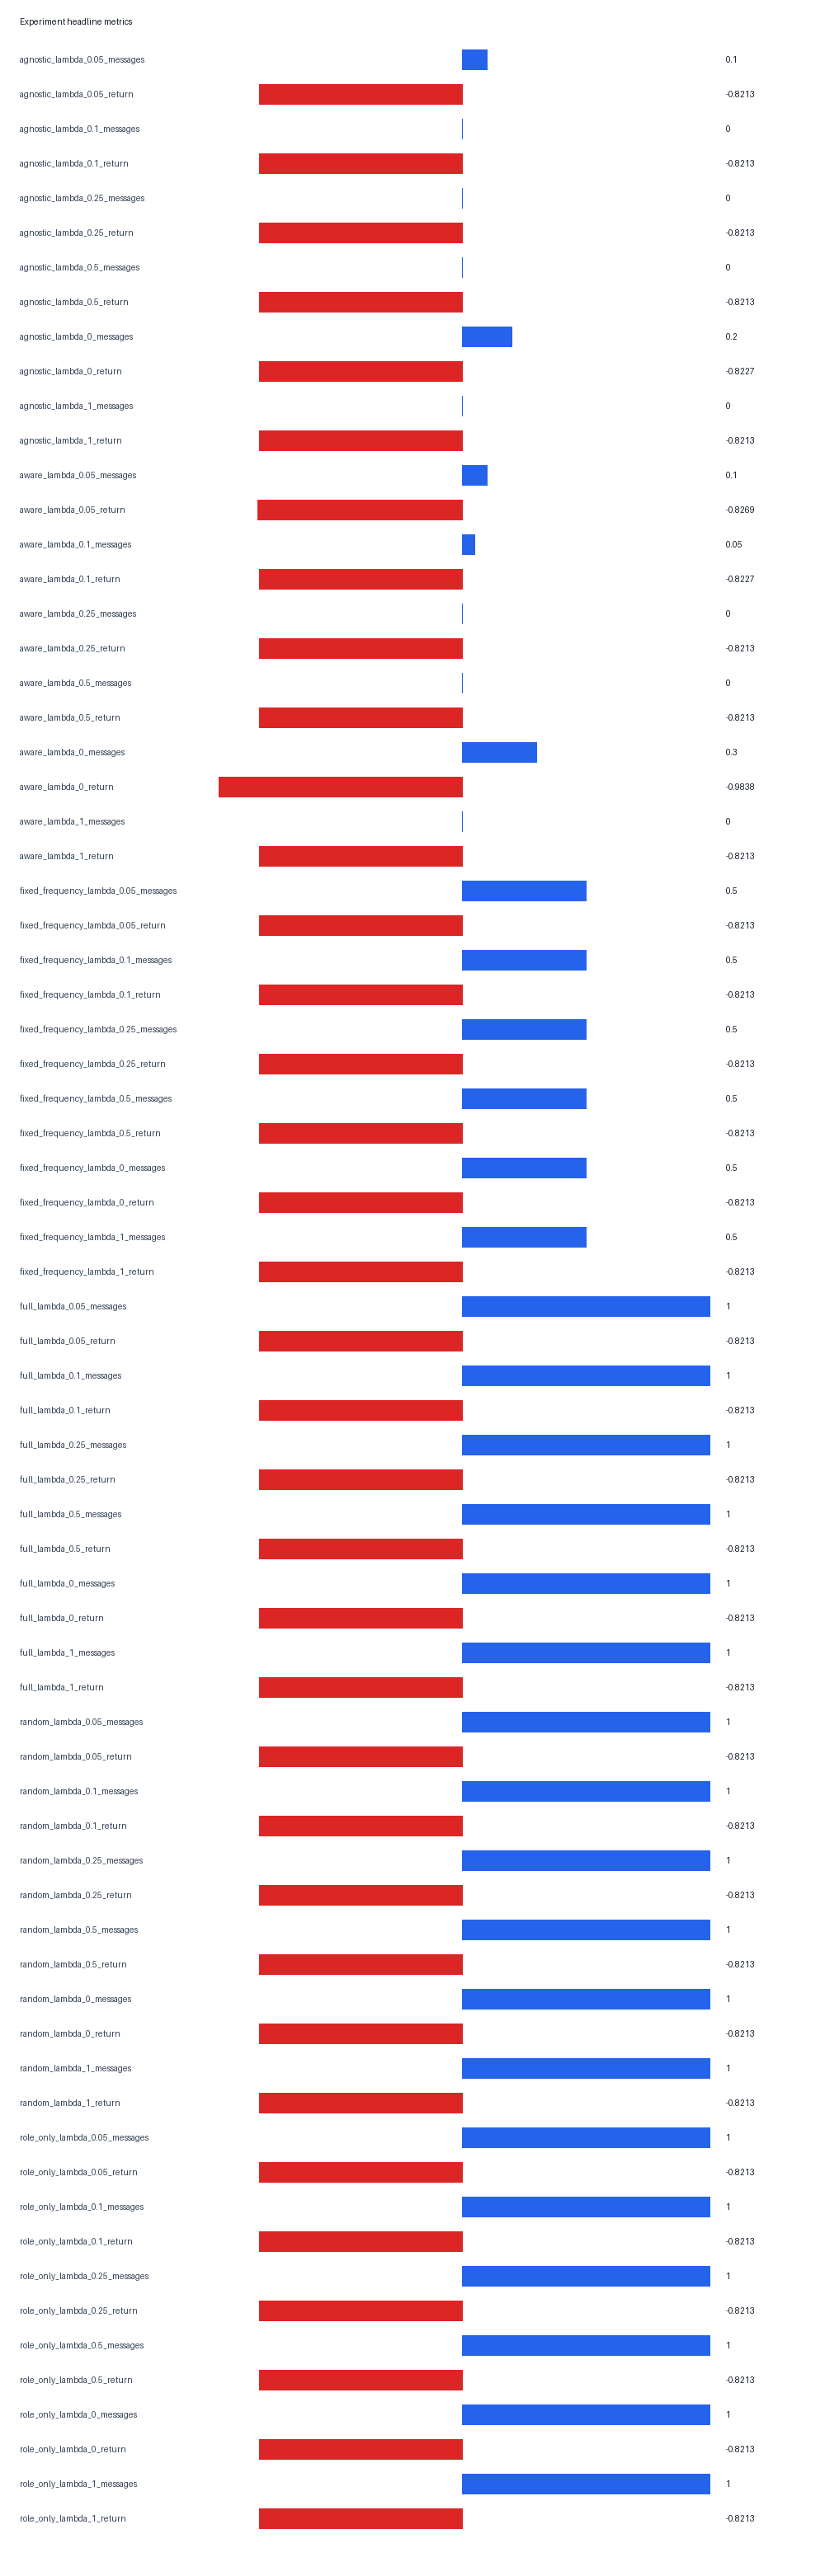 Experiment headline metrics
agnostic_lambda_0.05_messages 0.1
agnostic_lambda_0.05_return -0.8213
agnostic_lambda_0.1_messages 0
agnostic_lambda_0.1_return -0.8213
agnostic_lambda_0.25_messages 0
agnostic_lambda_0.25_return -0.8213
agnostic_lambda_0.5_messages 0
agnostic_lambda_0.5_return -0.8213
agnostic_lambda_0_messages 0.2
agnostic_lambda_0_return -0.8227
agnostic_lambda_1_messages 0
agnostic_lambda_1_return -0.8213
aware_lambda_0.05_messages 0.1
aware_lambda_0.05_return -0.8269
aware_lambda_0.1_messages 0.05
aware_lambda_0.1_return -0.8227
aware_lambda_0.25_messages 0
aware_lambda_0.25_return -0.8213
aware_lambda_0.5_messages 0
aware_lambda_0.5_return -0.8213
aware_lambda_0_messages 0.3
aware_lambda_0_return -0.9838
aware_lambda_1_messages 0
aware_lambda_1_return -0.8213
fixed_frequency_lambda_0.05_messages 0.5
fixed_frequency_lambda_0.05_return -0.8213
fixed_frequency_lambda_0.1_messages 0.5
fixed_frequency_lambda_0.1_return -0.8213
fixed_frequency_lambda_0.25_messages 0.5
fixed_frequency_lambda_0.25_return -0.8213
fixed_frequency_lambda_0.5_messages 0.5
fixed_frequency_lambda_0.5_return -0.8213
fixed_frequency_lambda_0_messages 0.5
fixed_frequency_lambda_0_return -0.8213
fixed_frequency_lambda_1_messages 0.5
fixed_frequency_lambda_1_return -0.8213
full_lambda_0.05_messages 1
full_lambda_0.05_return -0.8213
full_lambda_0.1_messages 1
full_lambda_0.1_return -0.8213
full_lambda_0.25_messages 1
full_lambda_0.25_return -0.8213
full_lambda_0.5_messages 1
full_lambda_0.5_return -0.8213
full_lambda_0_messages 1
full_lambda_0_return -0.8213
full_lambda_1_messages 1
full_lambda_1_return -0.8213
random_lambda_0.05_messages 1
random_lambda_0.05_return -0.8213
random_lambda_0.1_messages 1
random_lambda_0.1_return -0.8213
random_lambda_0.25_messages 1
random_lambda_0.25_return -0.8213
random_lambda_0.5_messages 1
random_lambda_0.5_return -0.8213
random_lambda_0_messages 1
random_lambda_0_return -0.8213
random_lambda_1_messages 1
random_lambda_1_return -0.8213
role_only_lambda_0.05_messages 1
role_only_lambda_0.05_return -0.8213
role_only_lambda_0.1_messages 1
role_only_lambda_0.1_return -0.8213
role_only_lambda_0.25_messages 1
role_only_lambda_0.25_return -0.8213
role_only_lambda_0.5_messages 1
role_only_lambda_0.5_return -0.8213
role_only_lambda_0_messages 1
role_only_lambda_0_return -0.8213
role_only_lambda_1_messages 1
role_only_lambda_1_return -0.8213